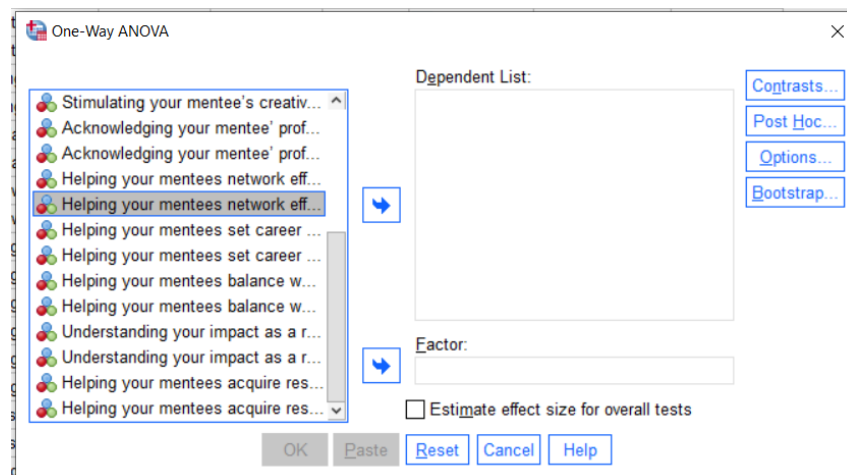 One-Way ANOVA
Stimulating your mentee's creativ...
Acknowledging your mentee' prof...
Acknowledging your mentee' prof...
Helping your mentees network eff...
Helping your mentees network eff...
Helping your mentees set career ...
Helping your mentees set career ...
Helping your mentees balance w...
Helping your mentees balance w...
Understanding your impact as a r...
Understanding your impact as a r...
Helping your mentees acquire res...
Helping your mentees acquire res...
Dependent List:
Factor:
Estimate effect size for overall tests
Contrasts...
Post Hoc...
Options...
Bootstrap...
OK Paste Reset Cancel Help